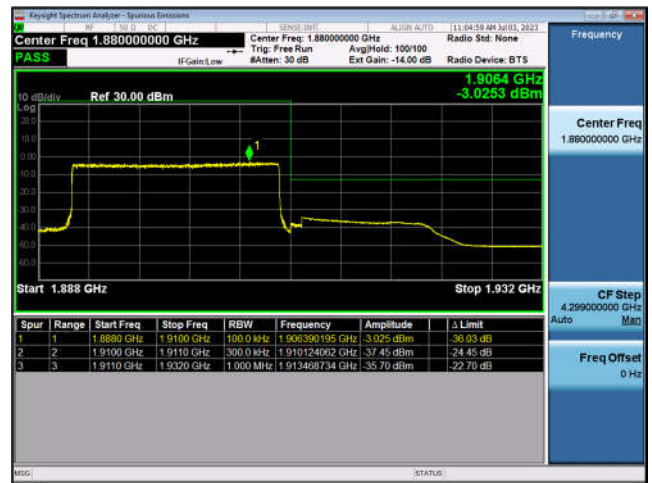 Keysight Spectrum Analyzer - Spurious Emissions
RF 50 Ω DC SENSE:INT ALIGN AUTO 11:04:59 AM Jul 03, 2023
Center Freq 1.880000000 GHz
Center Freq: 1.880000000 GHz
Radio Std: None
Trig: Free Run Avg|Hold: 100/100
PASS
IFGain:Low
#Atten: 30 dB Ext Gain: -14.00 dB
Radio Device: BTS
1.9064 GHz
-3.0253 dBm
10 dB/div Ref 30.00 dBm
Log
20.0
10.0
0.00
-10.0
-20.0
-30.0
-40.0
-50.0
-60.0
1
Start 1.888 GHz Stop 1.932 GHz
Spur Range Start Freq Stop Freq RBW Frequency Amplitude Δ Limit
1 1 1.8880 GHz 1.9100 GHz 100.0 kHz 1.906390195 GHz -3.025 dBm -36.03 dB
2 2 1.9100 GHz 1.9110 GHz 300.0 kHz 1.910124062 GHz -37.45 dBm -24.45 dB
3 3 1.9110 GHz 1.9320 GHz 1.000 MHz 1.913468734 GHz -35.70 dBm -22.70 dB
Frequency
Center Freq
1.880000000 GHz
CF Step
4.299000000 GHz
Auto Man
Freq Offset
0 Hz
MSG STATUS